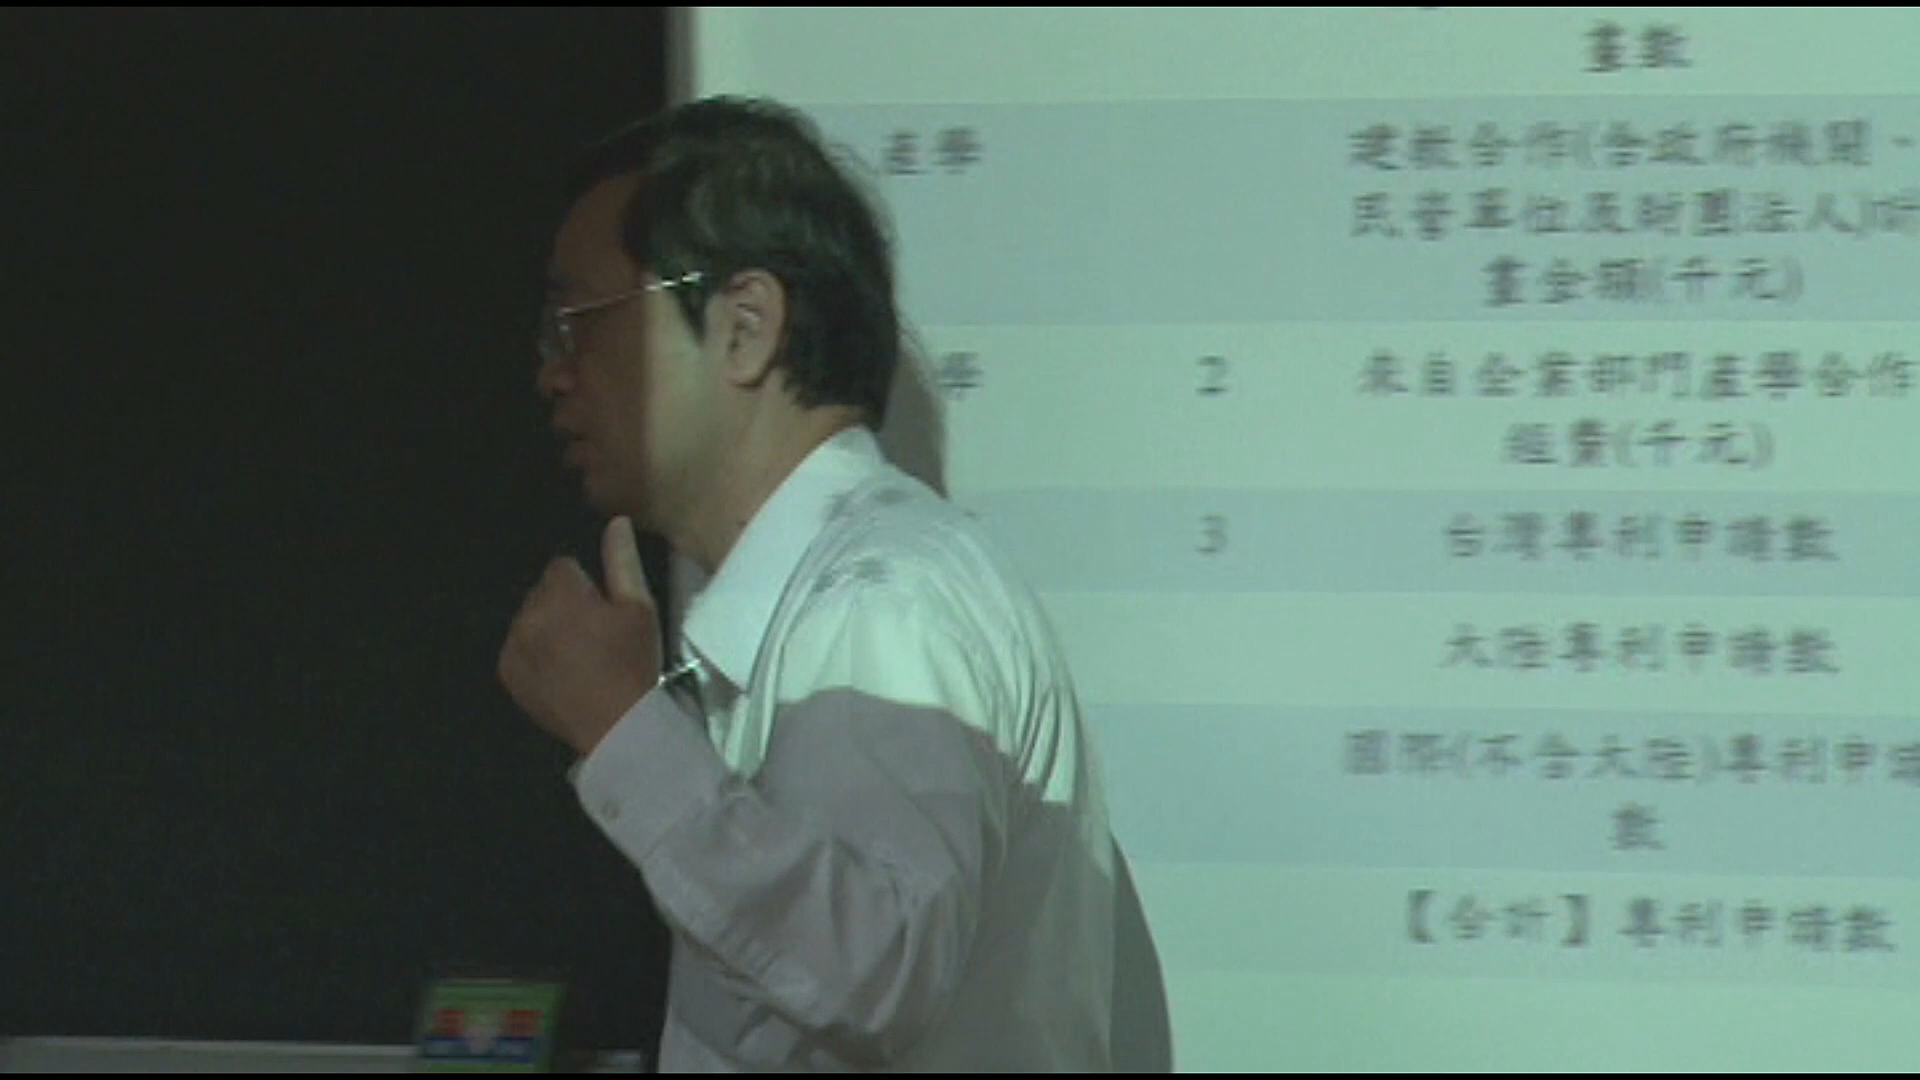 畫數
產學
建教合作(含政府機關、
民營單位及財團法人)計
畫金額(千元)
學
2
來自企業部門產學合作
經費(千元)
3
台灣專利申請數
大陸專利申請數
國際(不含大陸)專利申請
數
【合計】專利申請數